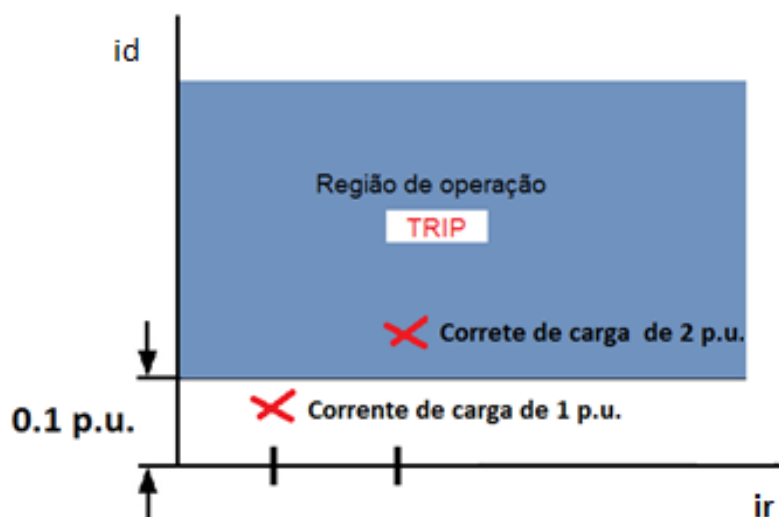 id
Região de operação
TRIP
Correte de carga de 2 p.u.
0.1 p.u.
Corrente de carga de 1 p.u.
ir